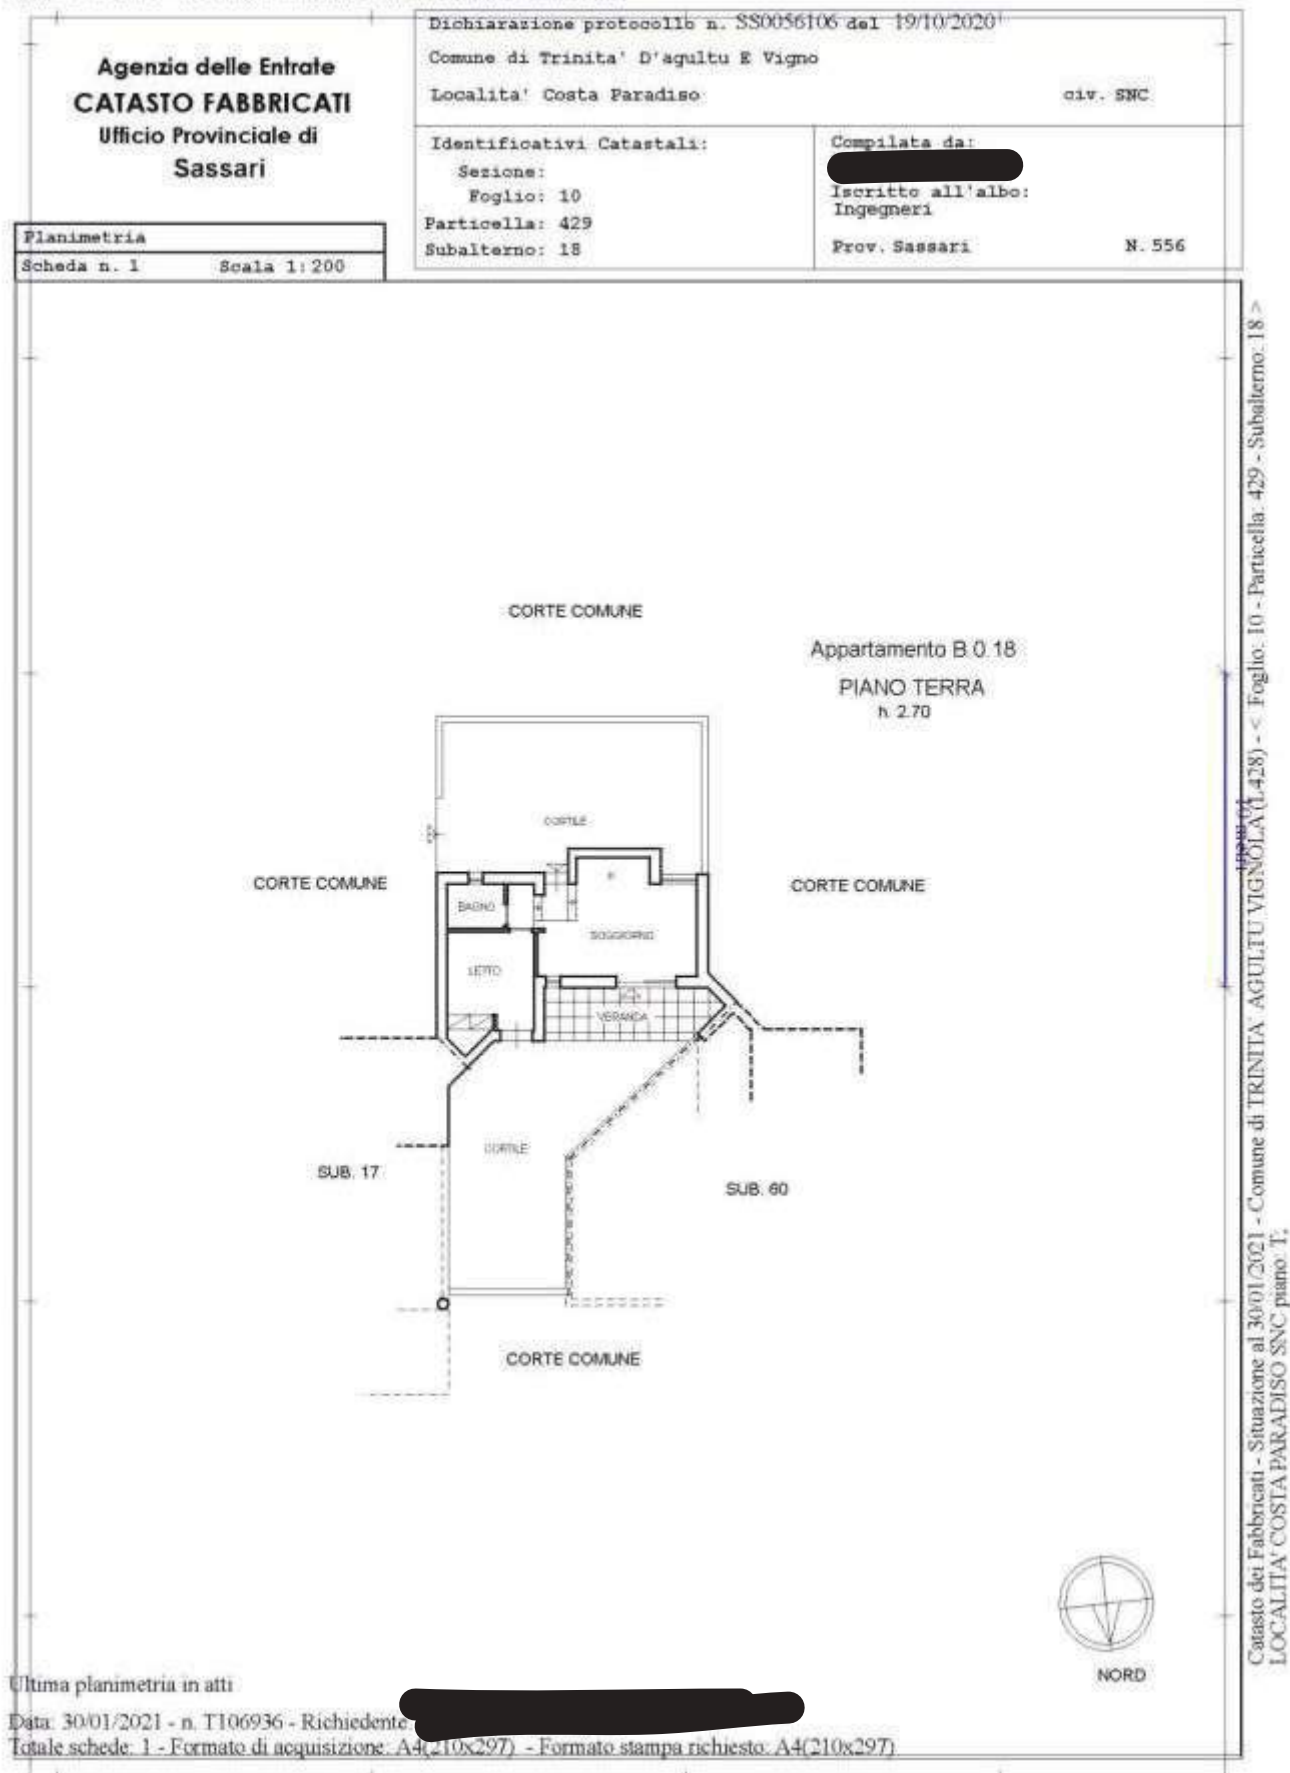 Dichiarazione protocollo n. SS0056106 del 19/10/2020
Comune di Trinita' D'agultu E Vigno
Localita' Costa Paradiso civ. SNC
Agenzia delle Entrate
CATASTO FABBRICATI
Ufficio Provinciale di
Sassari
Identificativi Catastali:
Sezione:
Foglio: 10
Particella: 429
Subalterno: 18
Compilata da:
Iscritto all'albo:
Ingegneri
Prov. Sassari N. 556
Planimetria
Scheda n. 1 Scala 1:200
CORTE COMUNE
Appartamento B.0.18
PIANO TERRA
h. 2.70
CORTILE
CORTE COMUNE
CORTE COMUNE
BAGNO
SOGGIORNO
LETTO
VERANDA
CORTILE
SUB. 17
SUB. 60
CORTE COMUNE
NORD
10 metri
Catasto dei Fabbricati - Situazione al 30/01/2021 - Comune di TRINITA` AGULTU VIGNOLA(L428) - < Foglio: 10 - Particella: 429 - Subalterno: 18 >
LOCALITA' COSTA PARADISO SNC piano: T;
Ultima planimetria in atti
Data: 30/01/2021 - n. T106936 - Richiedente:
Totale schede: 1 - Formato di acquisizione: A4(210x297) - Formato stampa richiesto: A4(210x297)